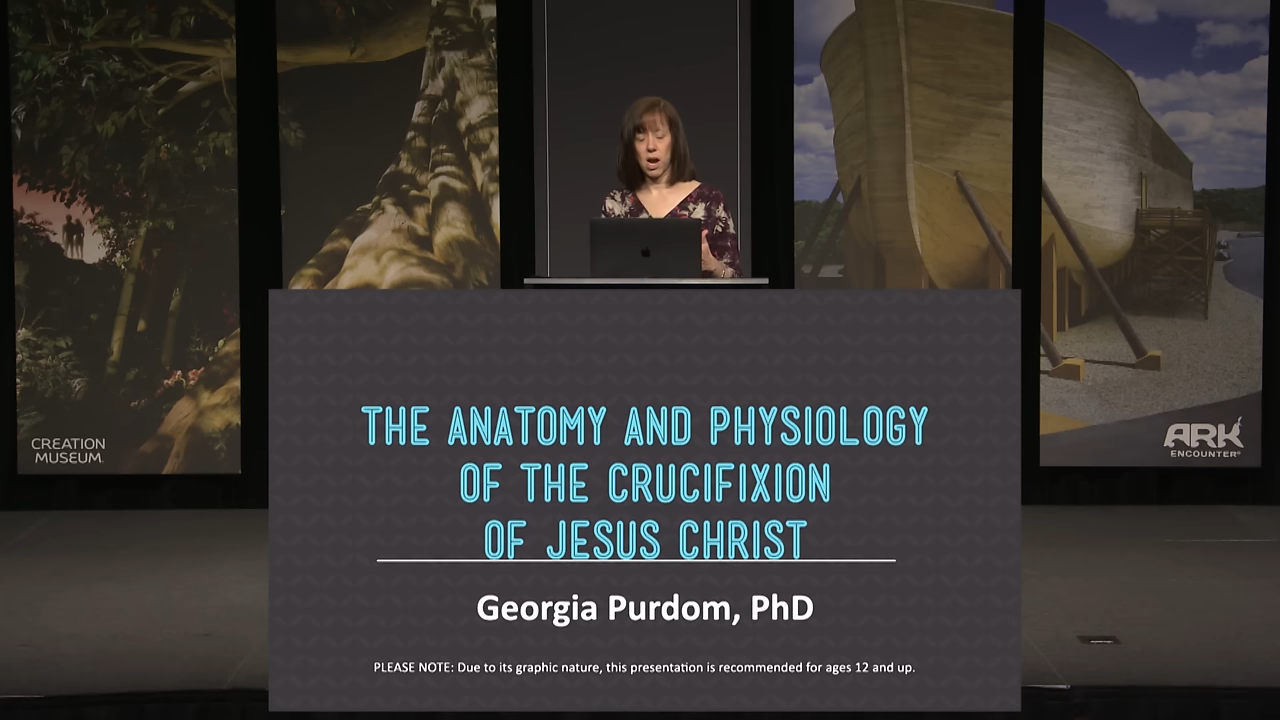 CREATION
MUSEUM
ARK
ENCOUNTER
THE ANATOMY AND PHYSIOLOGY
OF THE CRUCIFIXION
OF JESUS CHRIST
Georgia Purdom, PhD
PLEASE NOTE: Due to its graphic nature, this presentation is recommended for ages 12 and up.